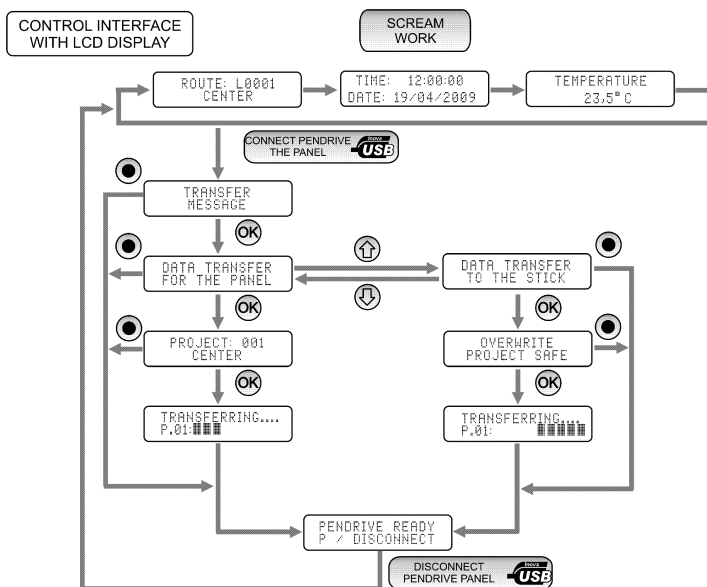 CONTROL INTERFACE
WITH LCD DISPLAY
SCREAM
WORK
ROUTE: L0001
CENTER
TIME: 12:00:00
DATE: 19/04/2009
TEMPERATURE
23,5° C
CONNECT PENDRIVE
THE PANEL
Inova
USB
TRANSFER
MESSAGE
OK
DATA TRANSFER
FOR THE PANEL
DATA TRANSFER
TO THE STICK
OK
OK
PROJECT: 001
CENTER
OVERWRITE
PROJECT SAFE
OK
OK
TRANSFERRING....
P.01:
TRANSFERRING....
P.01:
PENDRIVE READY
P / DISCONNECT
DISCONNECT
PENDRIVE PANEL
Inova
USB